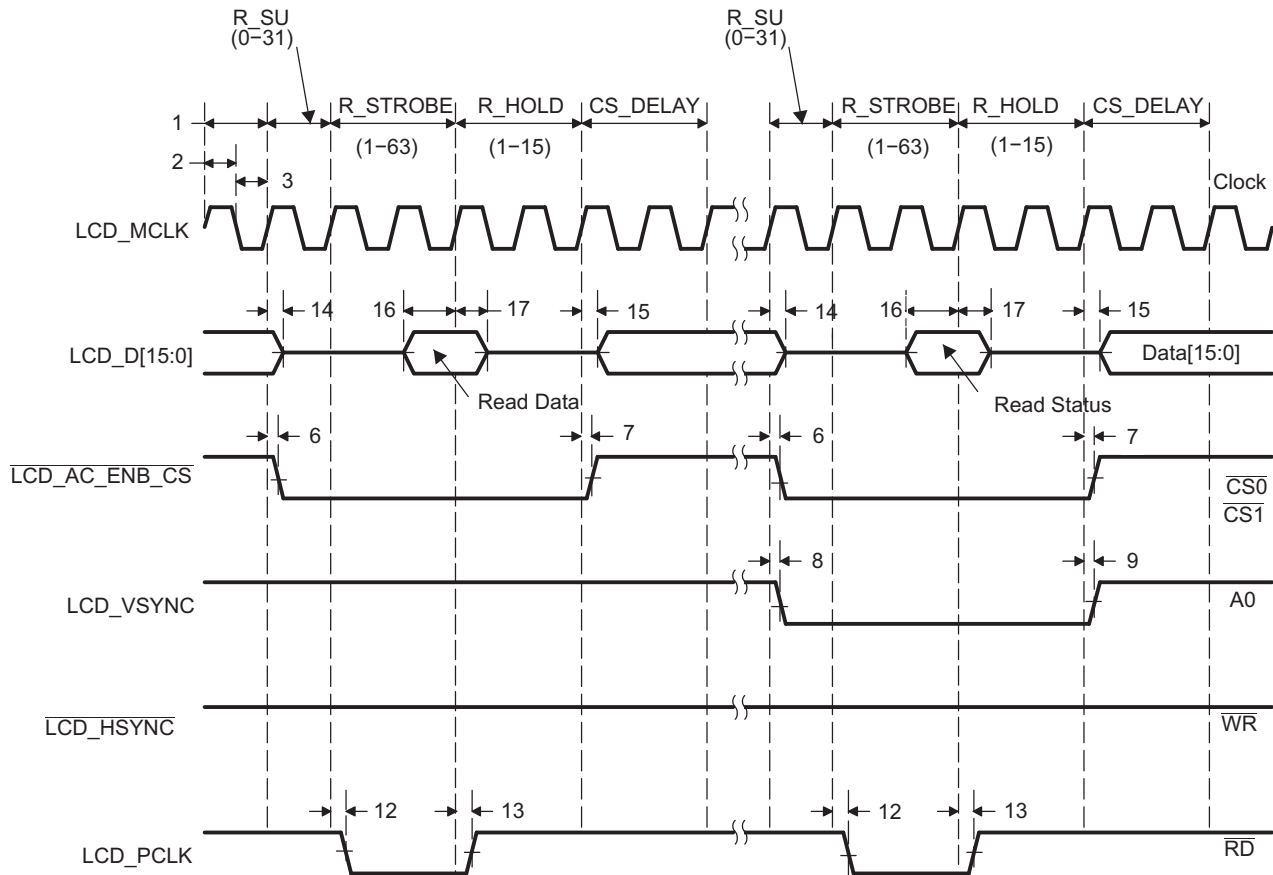 R_SU
(0−31)
R_SU
(0−31)
R_STROBE R_HOLD CS_DELAY R_STROBE R_HOLD CS_DELAY
1
(1−63) (1−15) (1−63) (1−15)
2
3
Clock
LCD_MCLK
14 16 17 15 14 16 17 15
LCD_D[15:0]
Data[15:0]
Read Data
Read Status
6 7 6 7
LCD_AC_ENB_CS
CS0
CS1
8 9
LCD_VSYNC
A0
LCD_HSYNC
WR
12 13 12 13
LCD_PCLK
RD